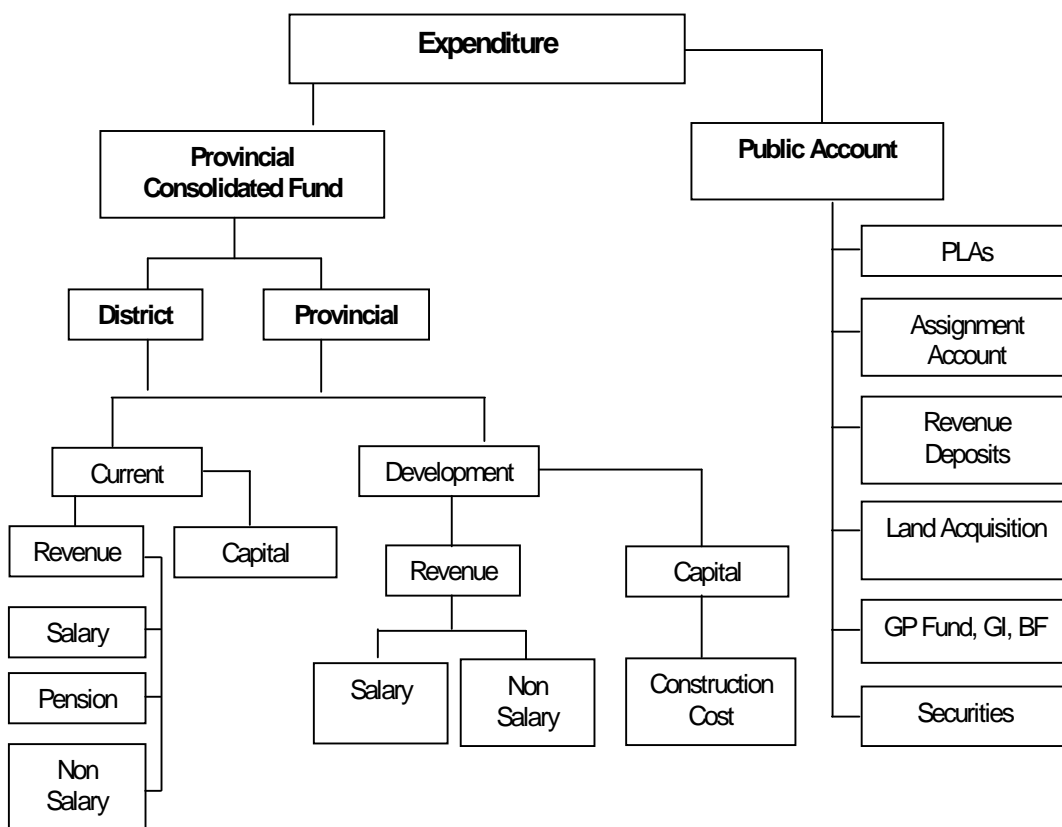 Expenditure
Provincial
Consolidated Fund
Public Account
District
Provincial
PLAs
Assignment
Account
Revenue
Deposits
Land Acquisition
GP Fund, GI, BF
Securities
Current
Development
Revenue
Capital
Revenue
Capital
Salary
Pension
Non
Salary
Salary
Non
Salary
Construction
Cost